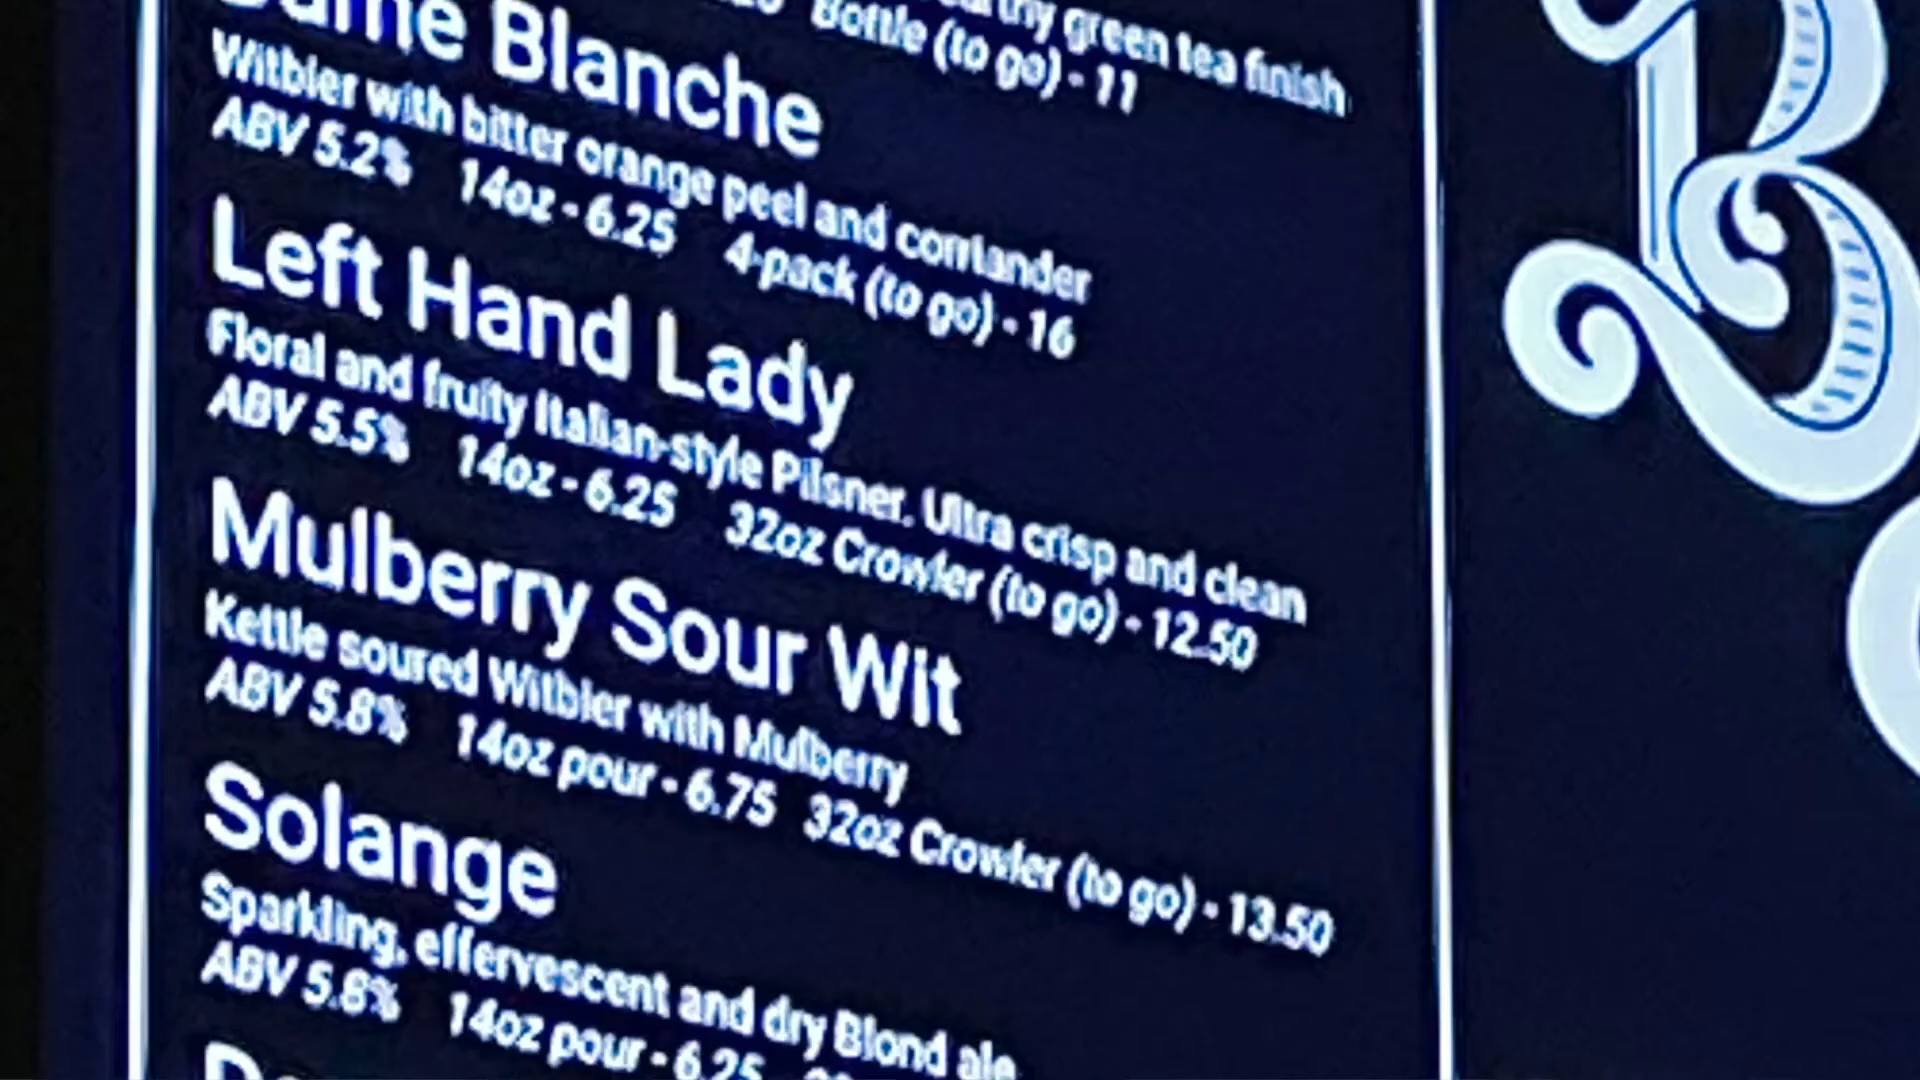 green tea finish
Bottle (to go) - 11
Blanche
Witbier with bitter orange peel and corriander
ABV 5.2% 14oz - 6.25 4-pack (to go) - 16
Left Hand Lady
Floral and fruity Italian-style Pilsner. Ultra crisp and clean
ABV 5.5% 14oz - 6.25 32oz Crowler (to go) - 12.50
Mulberry Sour Wit
Kettle soured Witbier with Mulberry
ABV 5.8% 14oz pour - 6.75 32oz Crowler (to go) - 13.50
Solange
Sparkling, effervescent and dry Blond ale
ABV 5.8% 14oz pour - 6.25
B